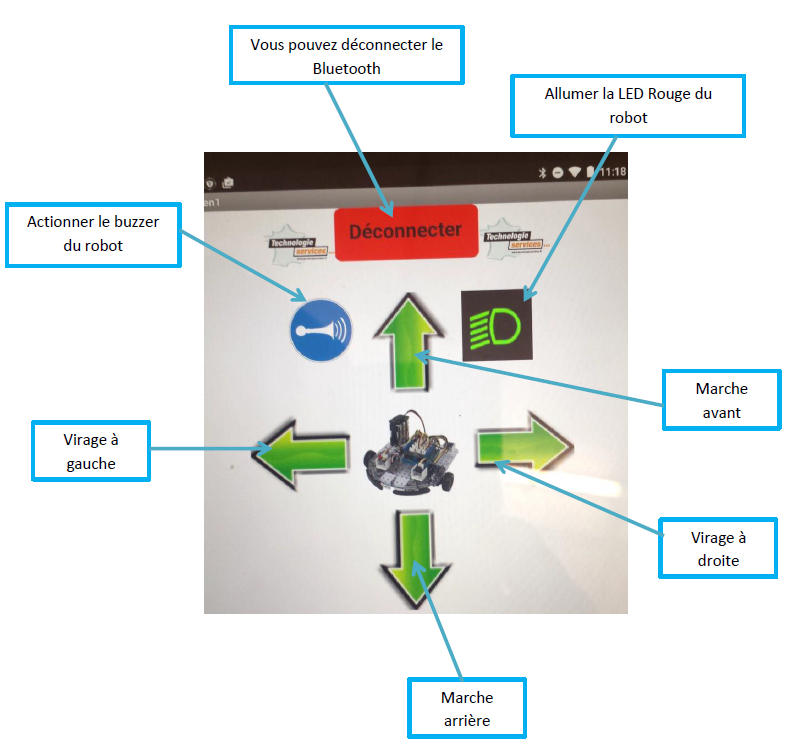 Vous pouvez déconnecter le
Bluetooth
Allumer la LED Rouge du
robot
11:18
en1
Actionner le buzzer
du robot
Déconnecter
Technologie
services
Technologie
services
Marche
avant
Virage à
gauche
Virage à
droite
Marche
arrière